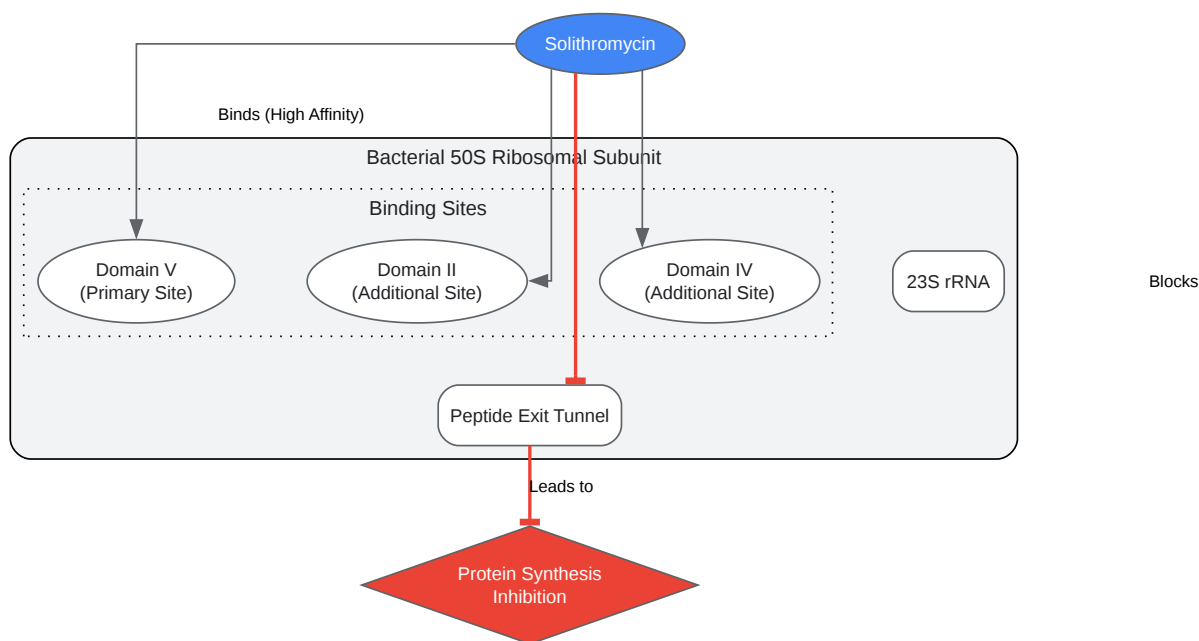 Solithromycin
Binds (High Affinity)
Bacterial 50S Ribosomal Subunit
Binding Sites
Domain V
(Primary Site)
Domain II
(Additional Site)
Domain IV
(Additional Site)
23S rRNA
Blocks
Peptide Exit Tunnel
Leads to
Protein Synthesis
Inhibition